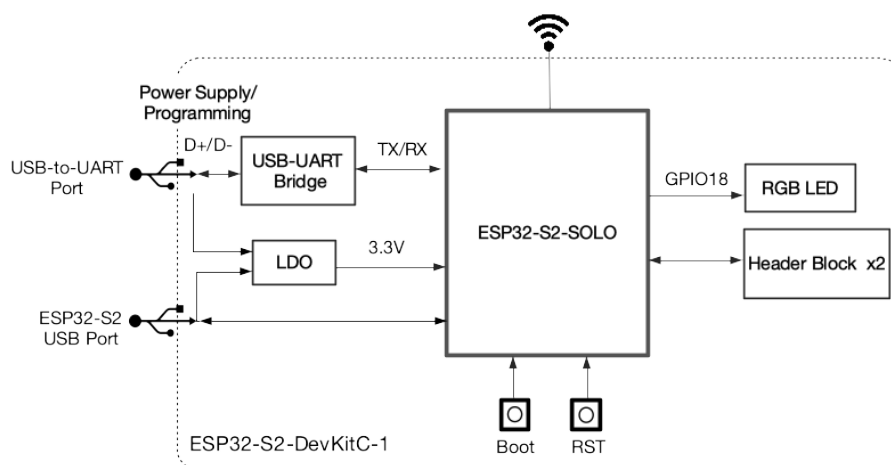 Power Supply/
Programming
D+/D-
USB-to-UART
Port
USB-UART
Bridge
TX/RX
ESP32-S2-SOLO
GPIO18
RGB LED
LDO
3.3V
Header Block x2
ESP32-S2
USB Port
Boot
RST
ESP32-S2-DevKitC-1